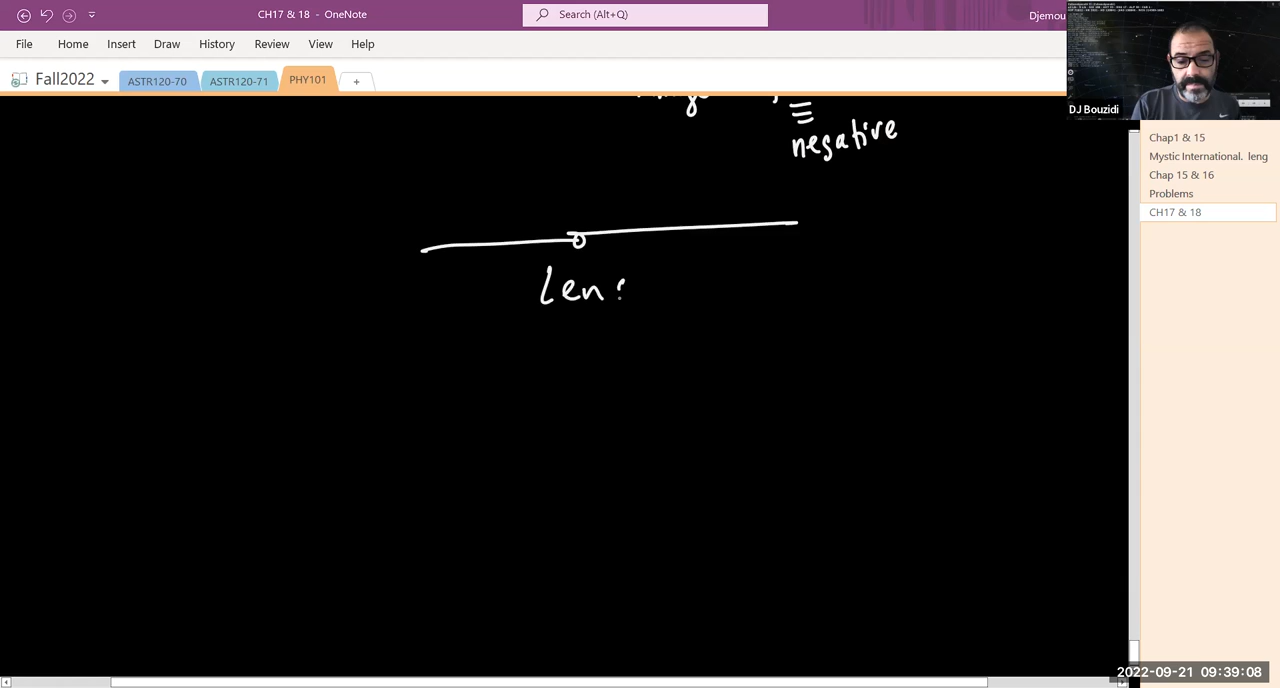 CH17 & 18 - OneNote
Search (Alt+Q)
Djemou
File Home Insert Draw History Review View Help
Fall2022
ASTR120-70
ASTR120-71
PHY101
+
DJ Bouzidi
negative
Len
Chap1 & 15
Mystic International. leng
Chap 15 & 16
Problems
CH17 & 18
2022-09-21 09:39:08